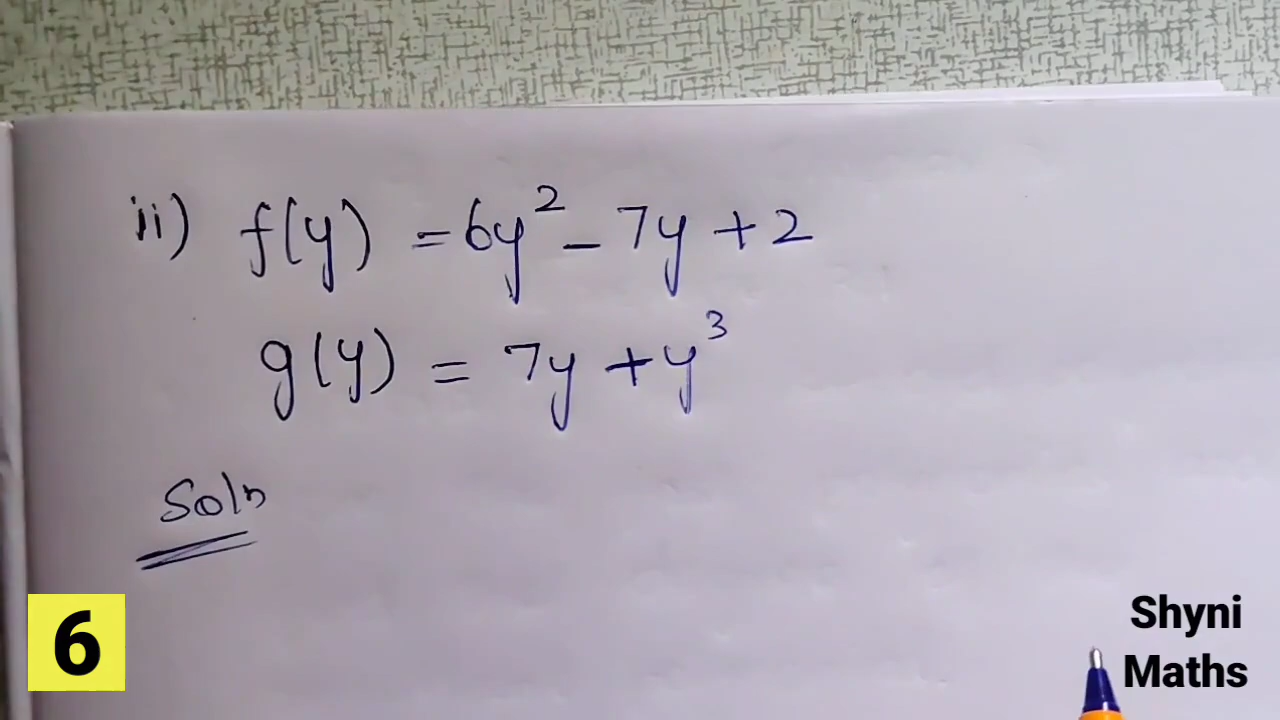 ii) f(y) = 6y² - 7y + 2
g(y) = 7y + y³
Soln
6
Shyni
Maths